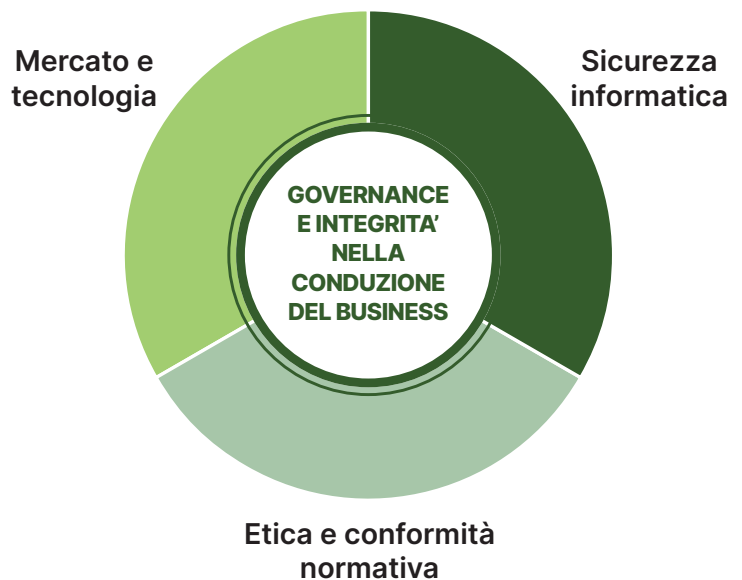 Mercato e
tecnologia
Sicurezza
informatica
GOVERNANCE
E INTEGRITA’
NELLA
CONDUZIONE
DEL BUSINESS
Etica e conformità
normativa